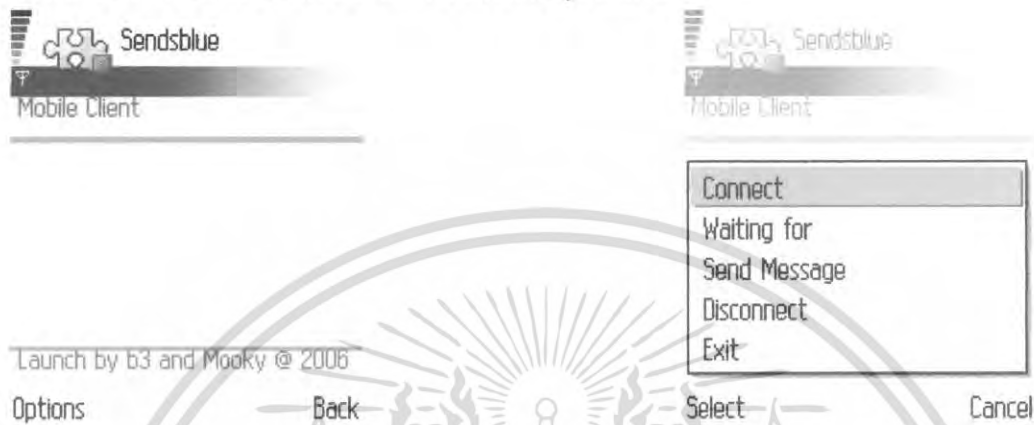 Sendsblue
Mobile Client
Launch by b3 and Mooky @ 2006
Options
Back
Sendsblue
Mobile Client
Connect
Waiting for
Send Message
Disconnect
Exit
Select
Cancel